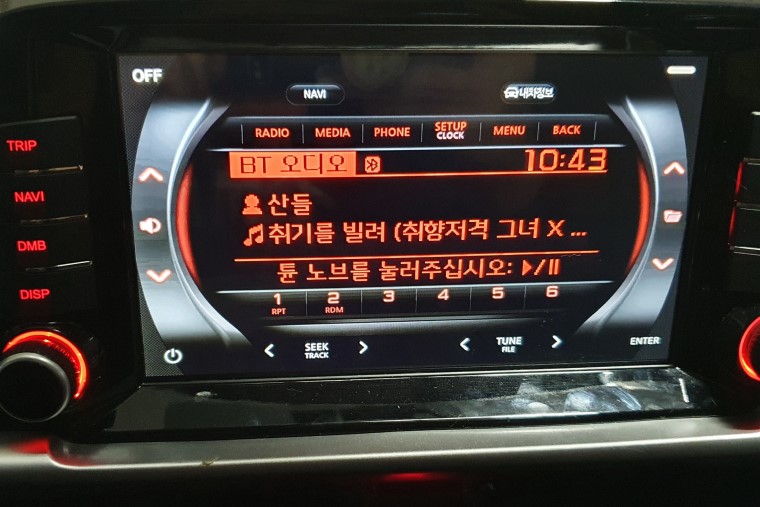 OFF
NAVI
내차정보
TRIP
NAVI
DMB
DISP
RADIO MEDIA PHONE SETUP CLOCK MENU BACK
BT 오디오 10:43
산들
취기를 빌려 (취향저격 그녀 X ...
튠 노브를 눌러주십시오: ▶/II
1 2 3 4 5 6
RPT RDM
< SEEK TRACK > < TUNE FILE > ENTER